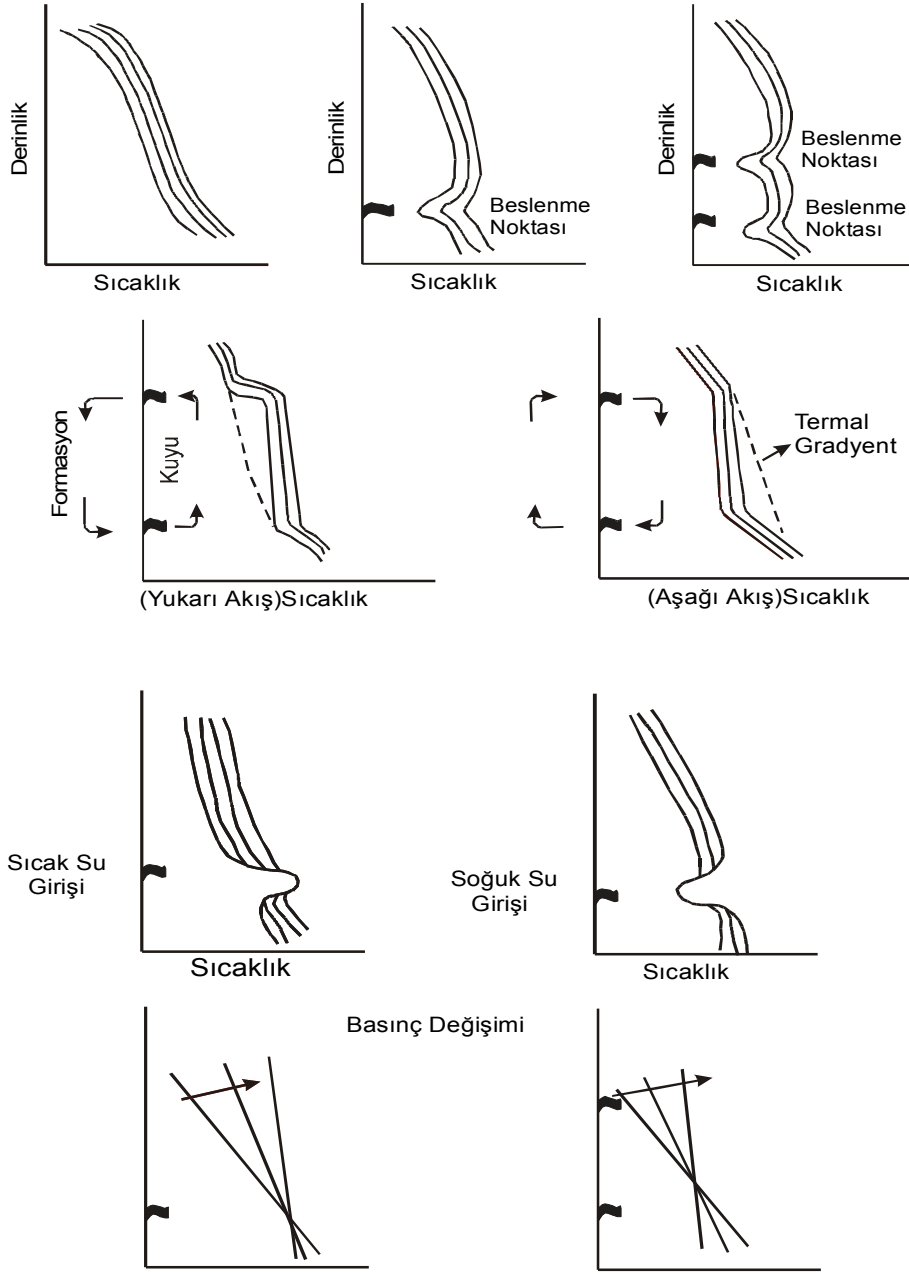 Derinlik
Sıcaklık
Derinlik
Beslenme
Noktası
Sıcaklık
Derinlik
Beslenme
Noktası
Beslenme
Noktası
Sıcaklık
Formasyon
Kuyu
(Yukarı Akış)Sıcaklık
Termal
Gradyent
(Aşağı Akış)Sıcaklık
Sıcak Su
Girişi
Sıcaklık
Soğuk Su
Girişi
Sıcaklık
Basınç Değişimi